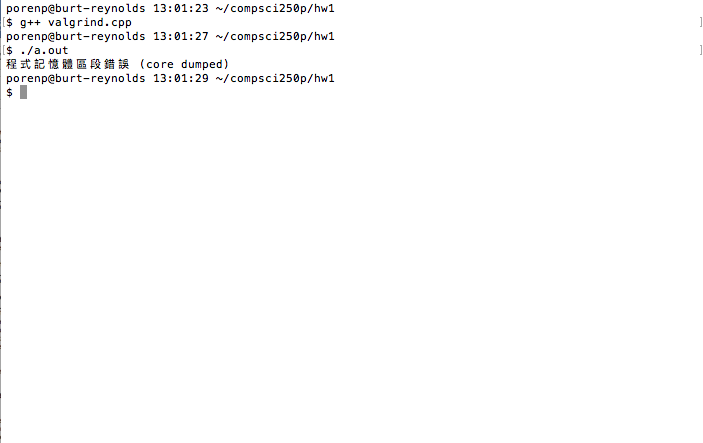 porenp@burt-reynolds 13:01:23 ~/compsci250p/hw1
[$ g++ valgrind.cpp ]
porenp@burt-reynolds 13:01:27 ~/compsci250p/hw1
[$ ./a.out ]
程式記憶體區段錯誤 (core dumped)
porenp@burt-reynolds 13:01:29 ~/compsci250p/hw1
$